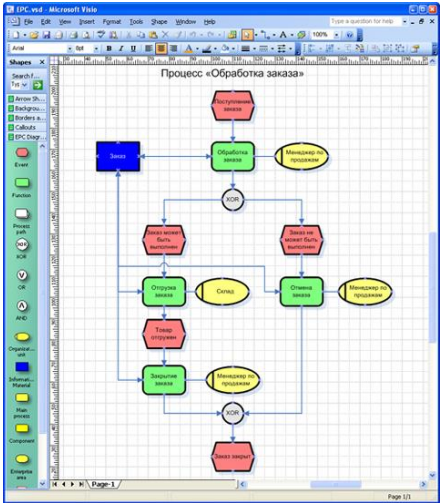 EPC.vsd - Microsoft Visio
File Edit View Insert Format Tools Shape Window Help
Type a question for help
100%
Arial
8pt
Shapes
Search f...
Arrow Sh...
Backgrou...
Borders a...
Callouts
EPC Diagr...
Event
Function
Process
path
XOR
XOR
V
OR
AND
Organizat...
unit
Informati...
Material
Main
process
Component
Enterprise
area
Процесс «Обработка заказа»
Поступление
заказа
Заказ
Обработка
заказа
Менеджер по
продажам
XOR
Заказ может
быть
выполнен
Заказ не
может быть
выполнен
Отгрузка
заказа
Склад
Отмена
заказа
Менеджер по
продажам
Товар
отгружен
Закрытие
заказа
Менеджер по
продажам
XOR
Заказ закрыт
Page-1
Page 1/1